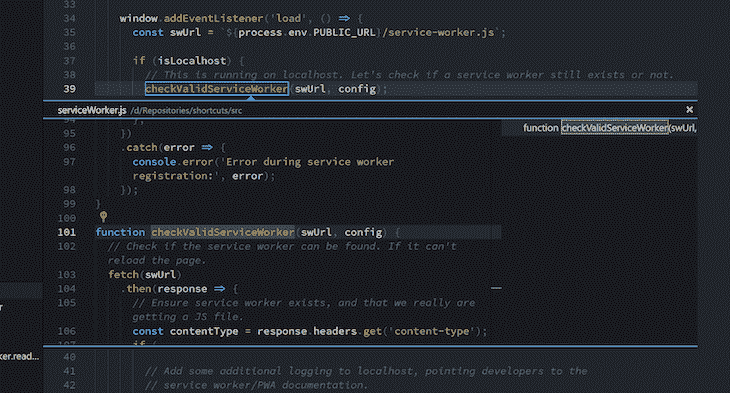 33
34 window.addEventListener('load', () => {
35 const swUrl = `${process.env.PUBLIC_URL}/service-worker.js`;
36
37 if (isLocalhost) {
38 // This is running on localhost. Let's check if a service worker still exists or not.
39 checkValidServiceWorker(swUrl, config);
serviceWorker.js /d/Repositories/shortcuts/src ×
94 };
95 })
96 .catch(error => {
97 console.error('Error during service worker
registration:', error);
98 });
99 }
100
101 function checkValidServiceWorker(swUrl, config) {
102 // Check if the service worker can be found. If it can't
reload the page.
103 fetch(swUrl)
104 .then(response => {
105 // Ensure service worker exists, and that we really are
getting a JS file.
106 const contentType = response.headers.get('content-type');
107 if (
function checkValidServiceWorker(swUrl,
r
ker.read...
40
41 // Add some additional logging to localhost, pointing developers to the
42 // service worker/PWA documentation.